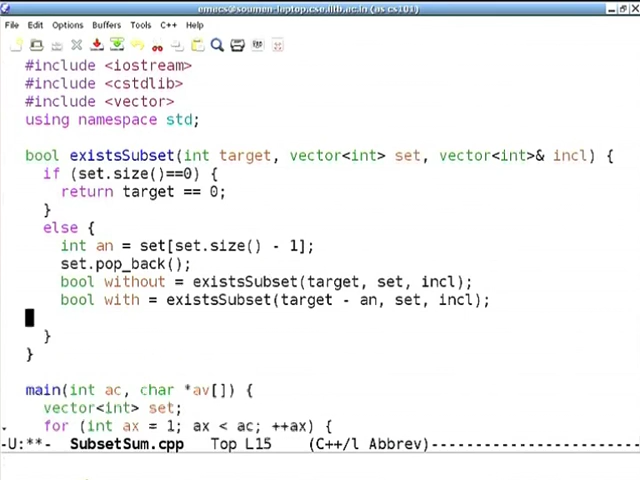 emacs@soumen-laptop.cse.iitb.ac.in (as cs101)
File Edit Options Buffers Tools C++ Help
#include <iostream>
#include <cstdlib>
#include <vector>
using namespace std;
bool existsSubset(int target, vector<int> set, vector<int>& incl) {
if (set.size()==0) {
return target == 0;
}
else {
int an = set[set.size() - 1];
set.pop_back();
bool without = existsSubset(target, set, incl);
bool with = existsSubset(target - an, set, incl);
}
}
main(int ac, char *av[]) {
vector<int> set;
for (int ax = 1; ax < ac; ++ax) {
-U:**- SubsetSum.cpp Top L15 (C++/l Abbrev)------------------------